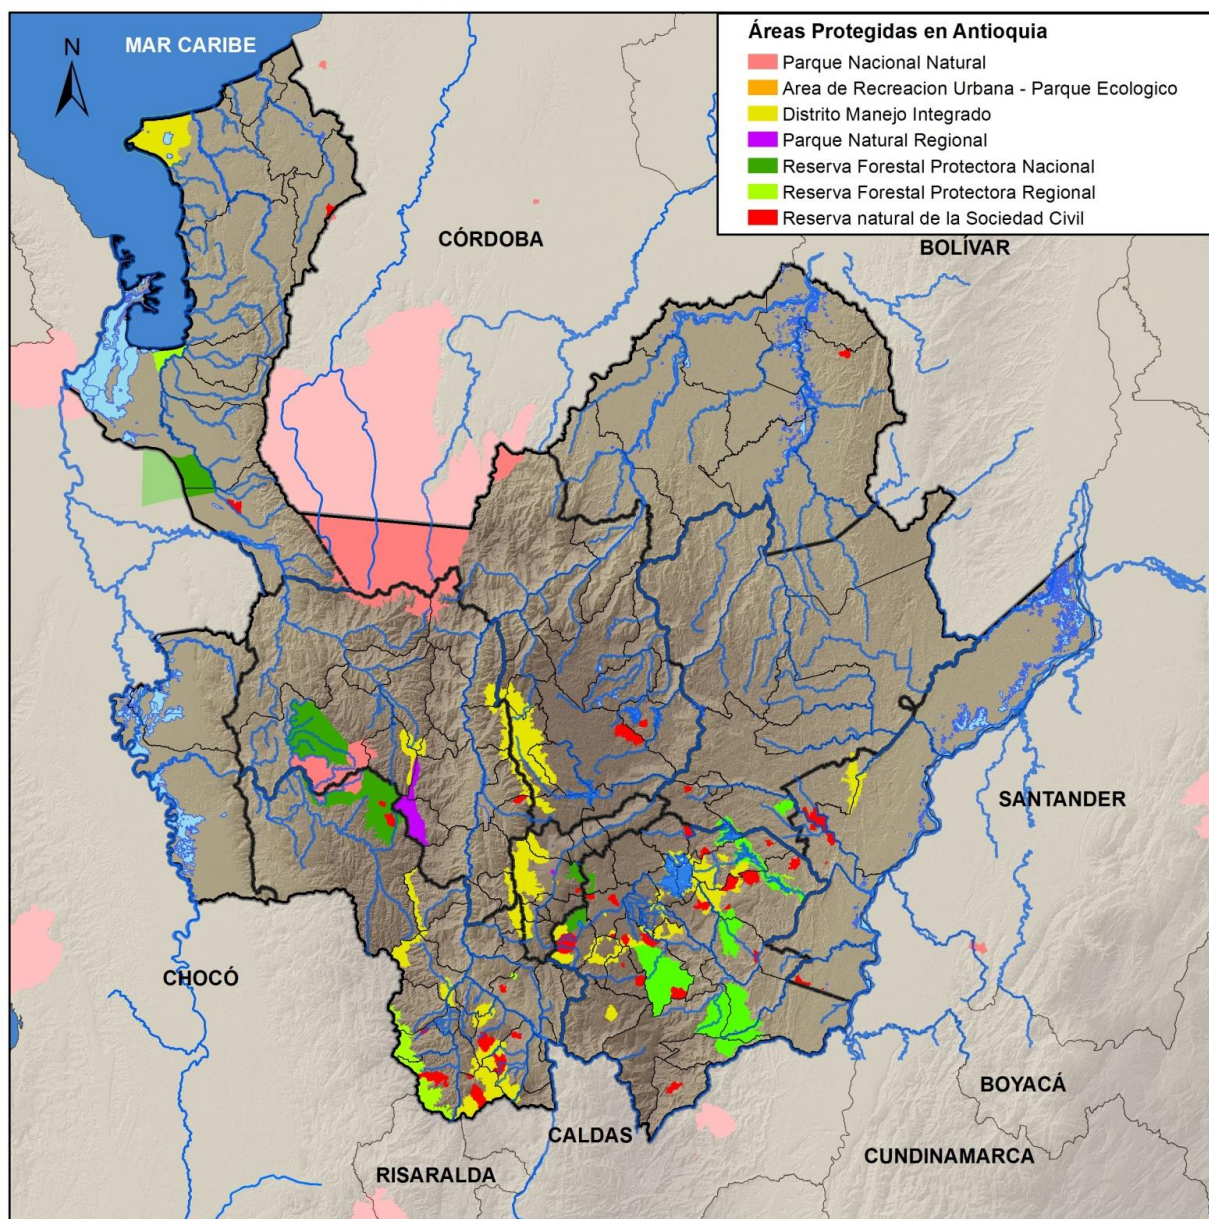 MAR CARIBE
N
Áreas Protegidas en Antioquia
Parque Nacional Natural
Area de Recreacion Urbana - Parque Ecologico
Distrito Manejo Integrado
Parque Natural Regional
Reserva Forestal Protectora Nacional
Reserva Forestal Protectora Regional
Reserva natural de la Sociedad Civil
CÓRDOBA
BOLÍVAR
SANTANDER
CHOCÓ
BOYACÁ
CALDAS
CUNDINAMARCA
RISARALDA